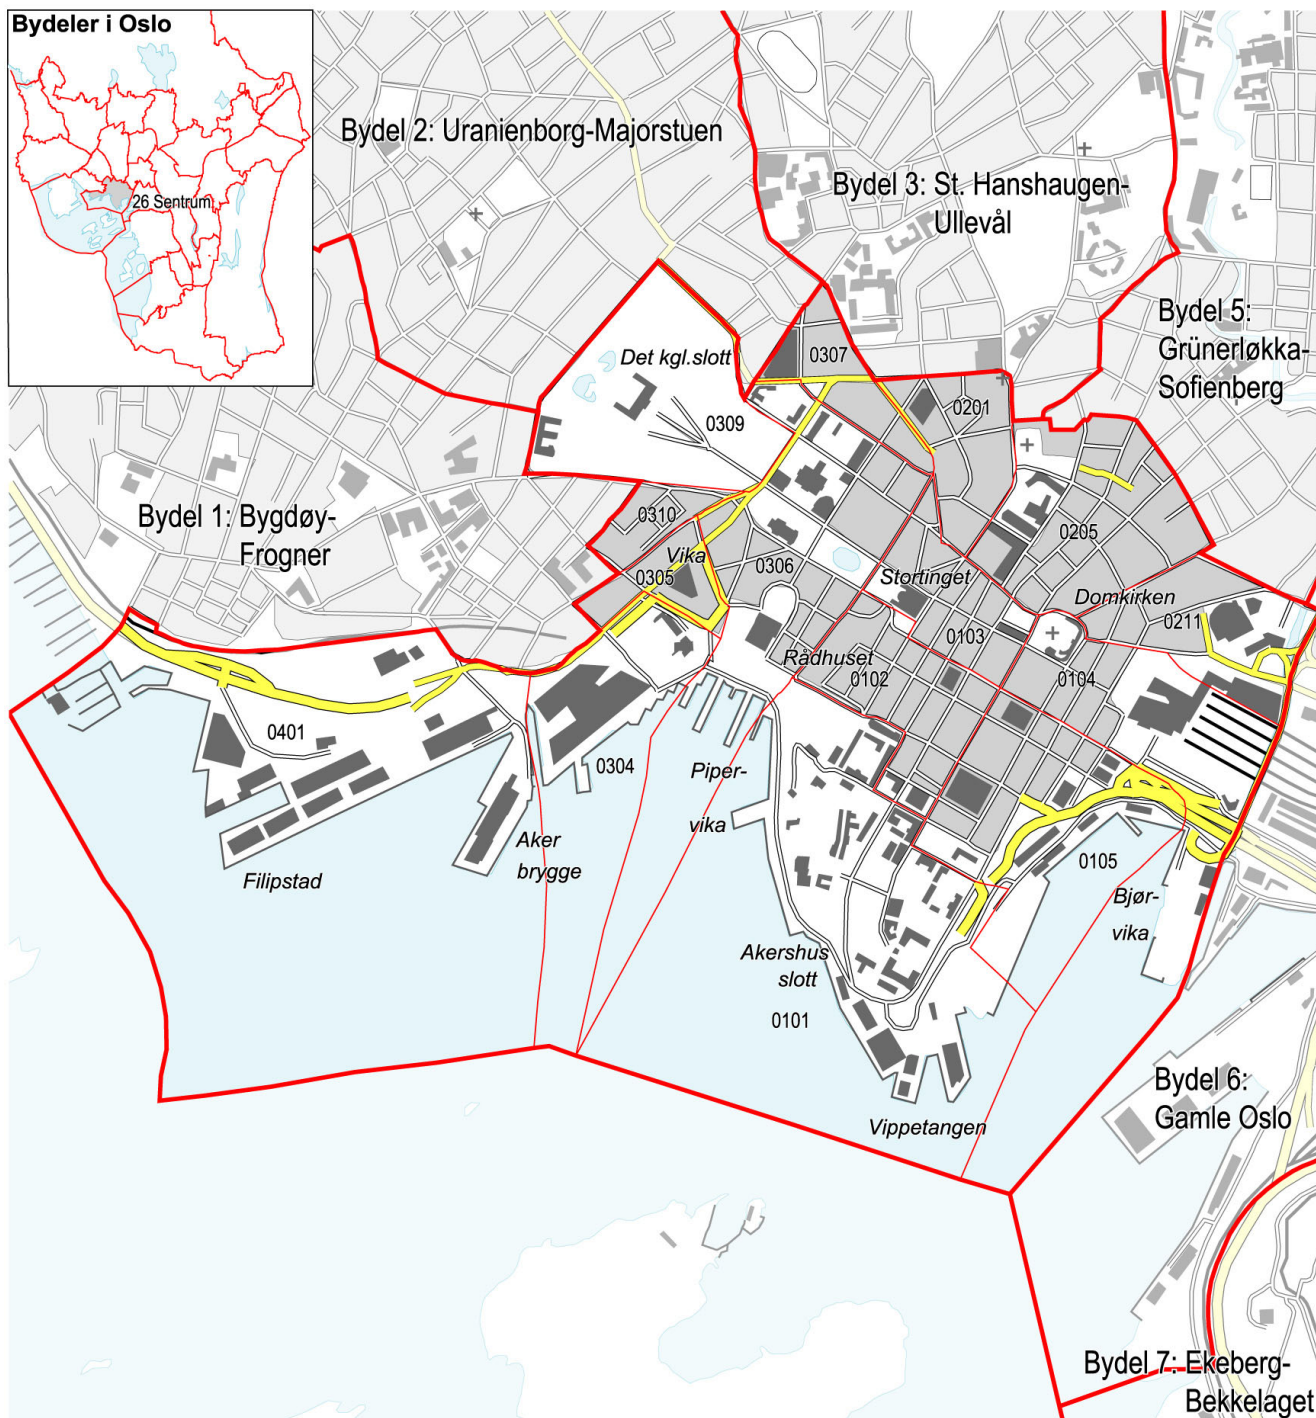 Bydeler i Oslo
26 Sentrum
Bydel 2: Uranienborg-Majorstuen
Bydel 3: St. Hanshaugen-
Ullevål
Bydel 5:
Grünerløkka-
Sofienberg
Det kgl.slott
0307
0309
0201
Bydel 1: Bygdøy-
Frogner
0310
Vika
0305
0306
Stortinget
0205
Domkirken
0211
0103
Rådhuset
0102
0104
0401
0304
Piper-
vika
Aker
brygge
Filipstad
0105
Bjør-
vika
Akershus
slott
0101
Vippetangen
Bydel 6:
Gamle Oslo
Bydel 7: Ekeberg-
Bekkelaget